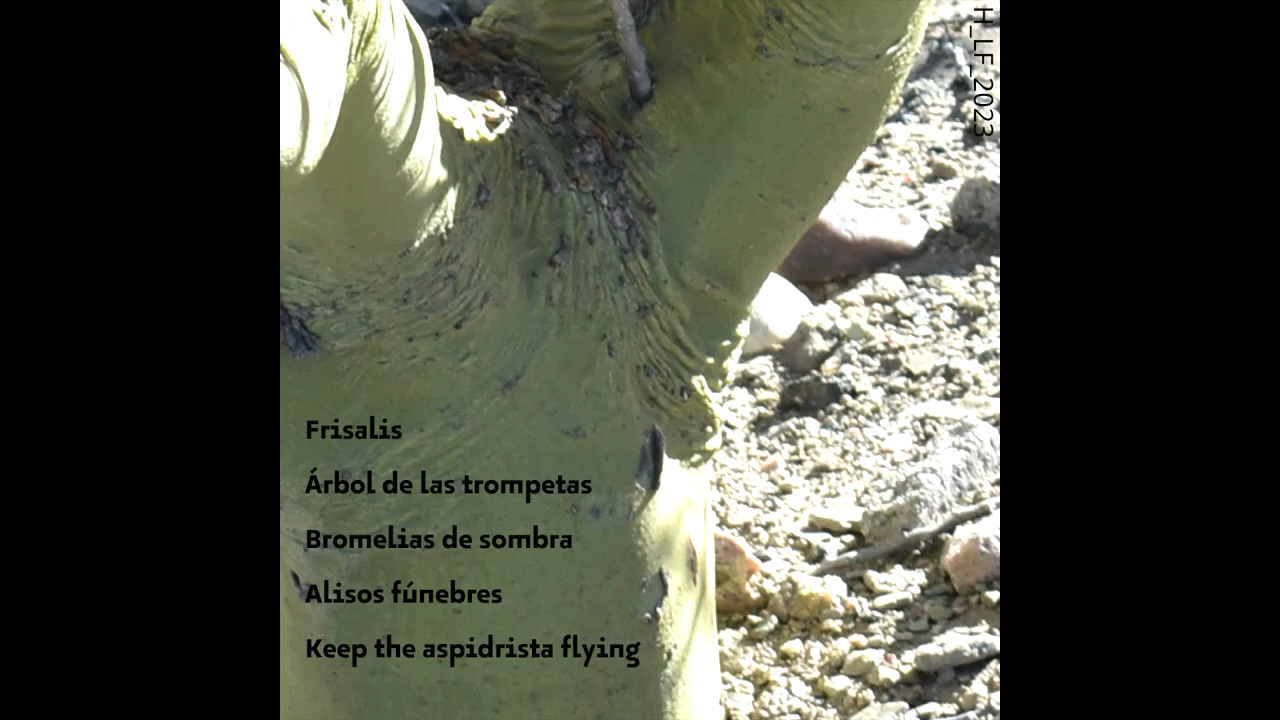 H_LF_2023
Frisalis
Árbol de las trompetas
Bromelias de sombra
Alisos fúnebres
Keep the aspidrista flying